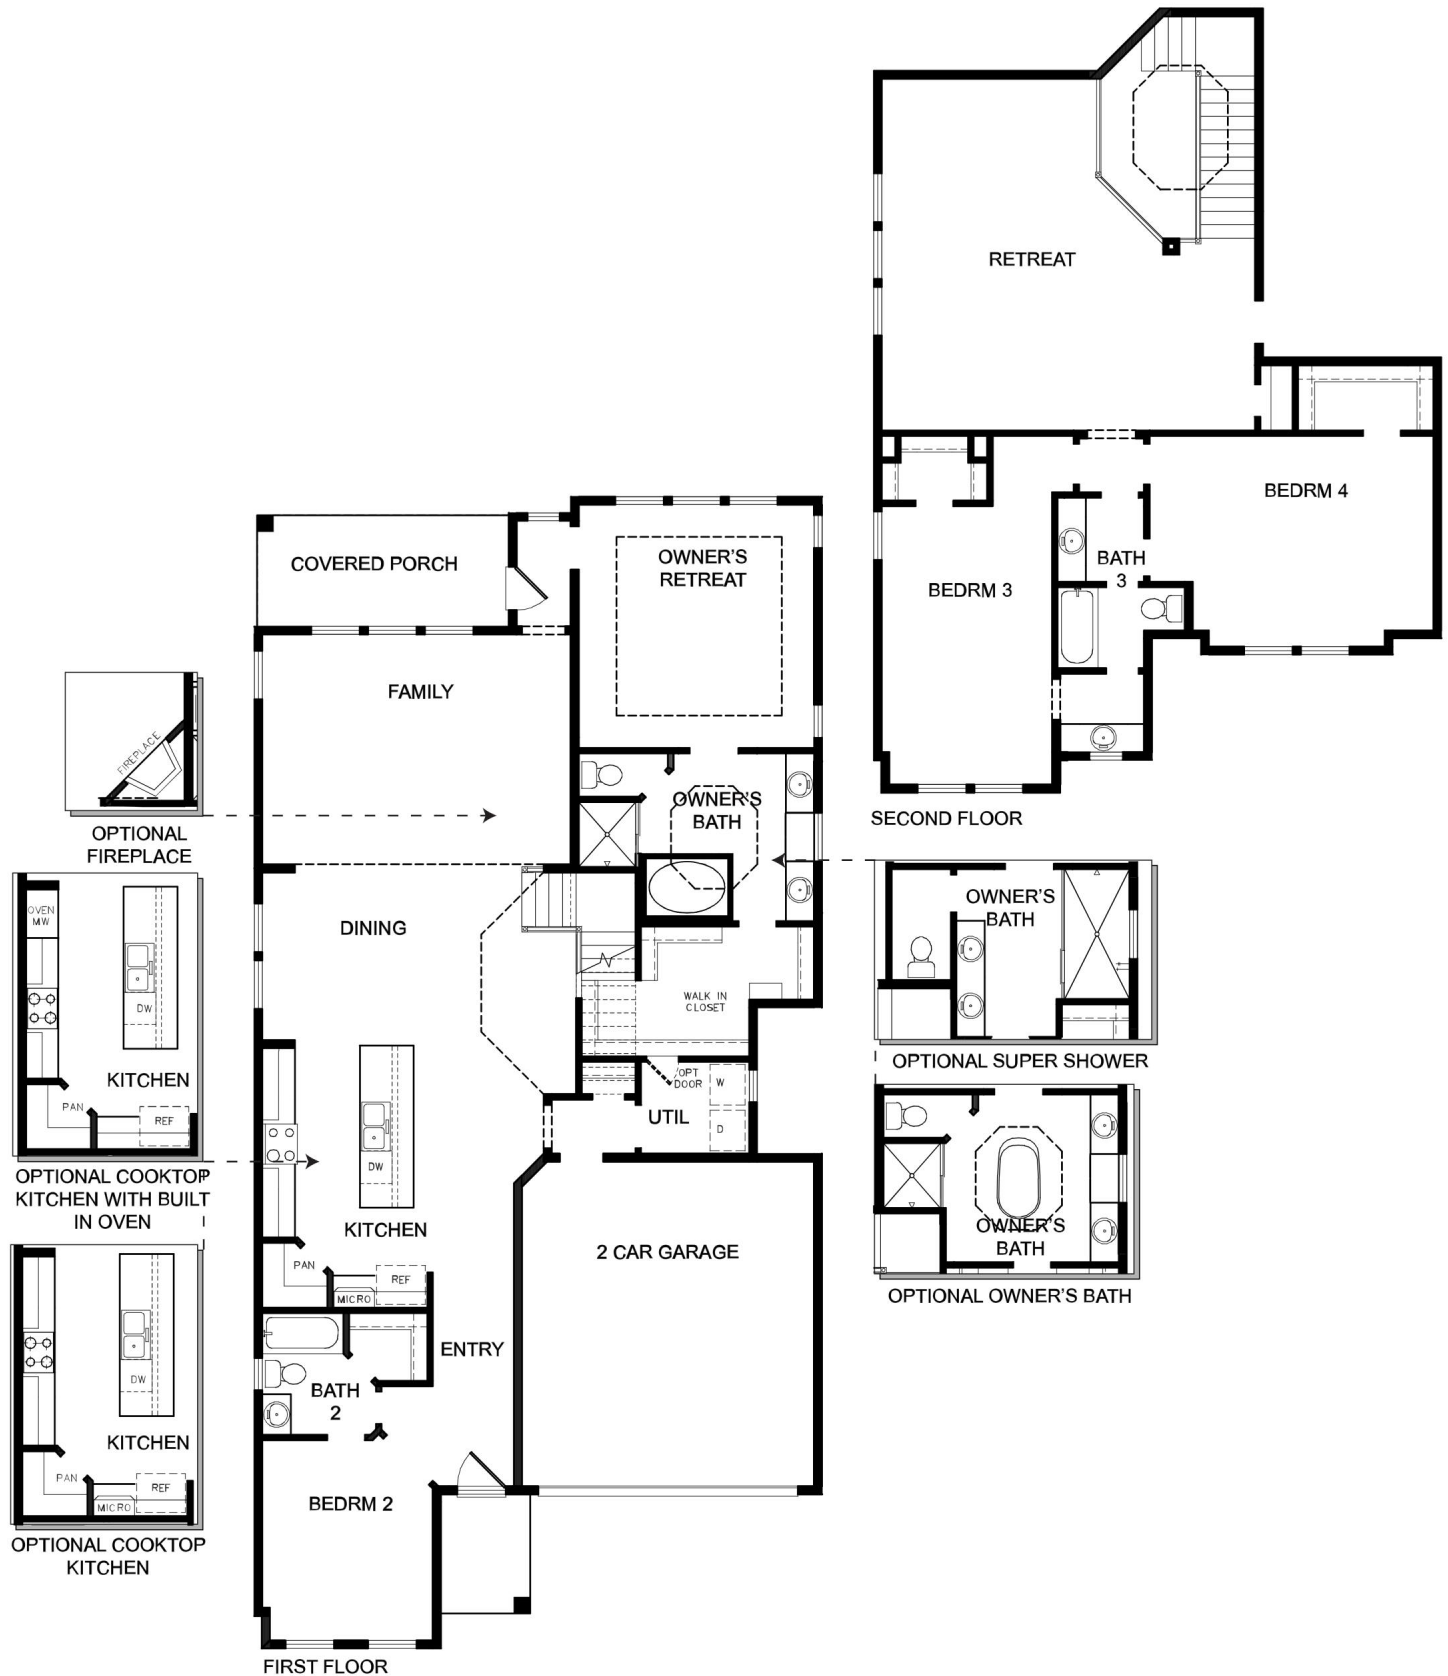 RETREAT
BEDRM 4
BEDRM 3
BATH
3
SECOND FLOOR
COVERED PORCH
OWNER'S
RETREAT
FAMILY
FIREPLACE
OPTIONAL
FIREPLACE
OWNER'S
BATH
DINING
WALK IN
CLOSET
OPT
DOOR
W
D
UTIL
DW
KITCHEN
PAN
REF
MICRO
2 CAR GARAGE
ENTRY
BATH
2
BEDRM 2
FIRST FLOOR
OVEN
MW
DW
KITCHEN
PAN
REF
OPTIONAL COOKTOP
KITCHEN WITH BUILT
IN OVEN
DW
KITCHEN
PAN
REF
MICRO
OPTIONAL COOKTOP
KITCHEN
OWNER'S
BATH
OPTIONAL SUPER SHOWER
OWNER'S
BATH
OPTIONAL OWNER'S BATH